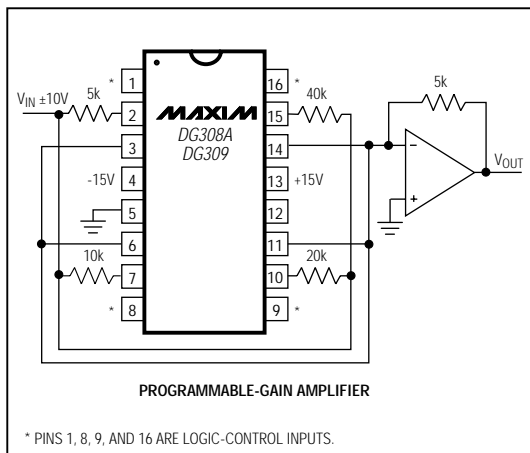 * 1 16 *
V_IN ±10V 5k 2 MAXIM 15 40k 5k
DG308A
DG309
3 14 −
V_OUT
-15V 4 13 +15V
5 12 +
6 11
10k 7 10 20k
* 8 9 *
PROGRAMMABLE-GAIN AMPLIFIER
* PINS 1, 8, 9, AND 16 ARE LOGIC-CONTROL INPUTS.